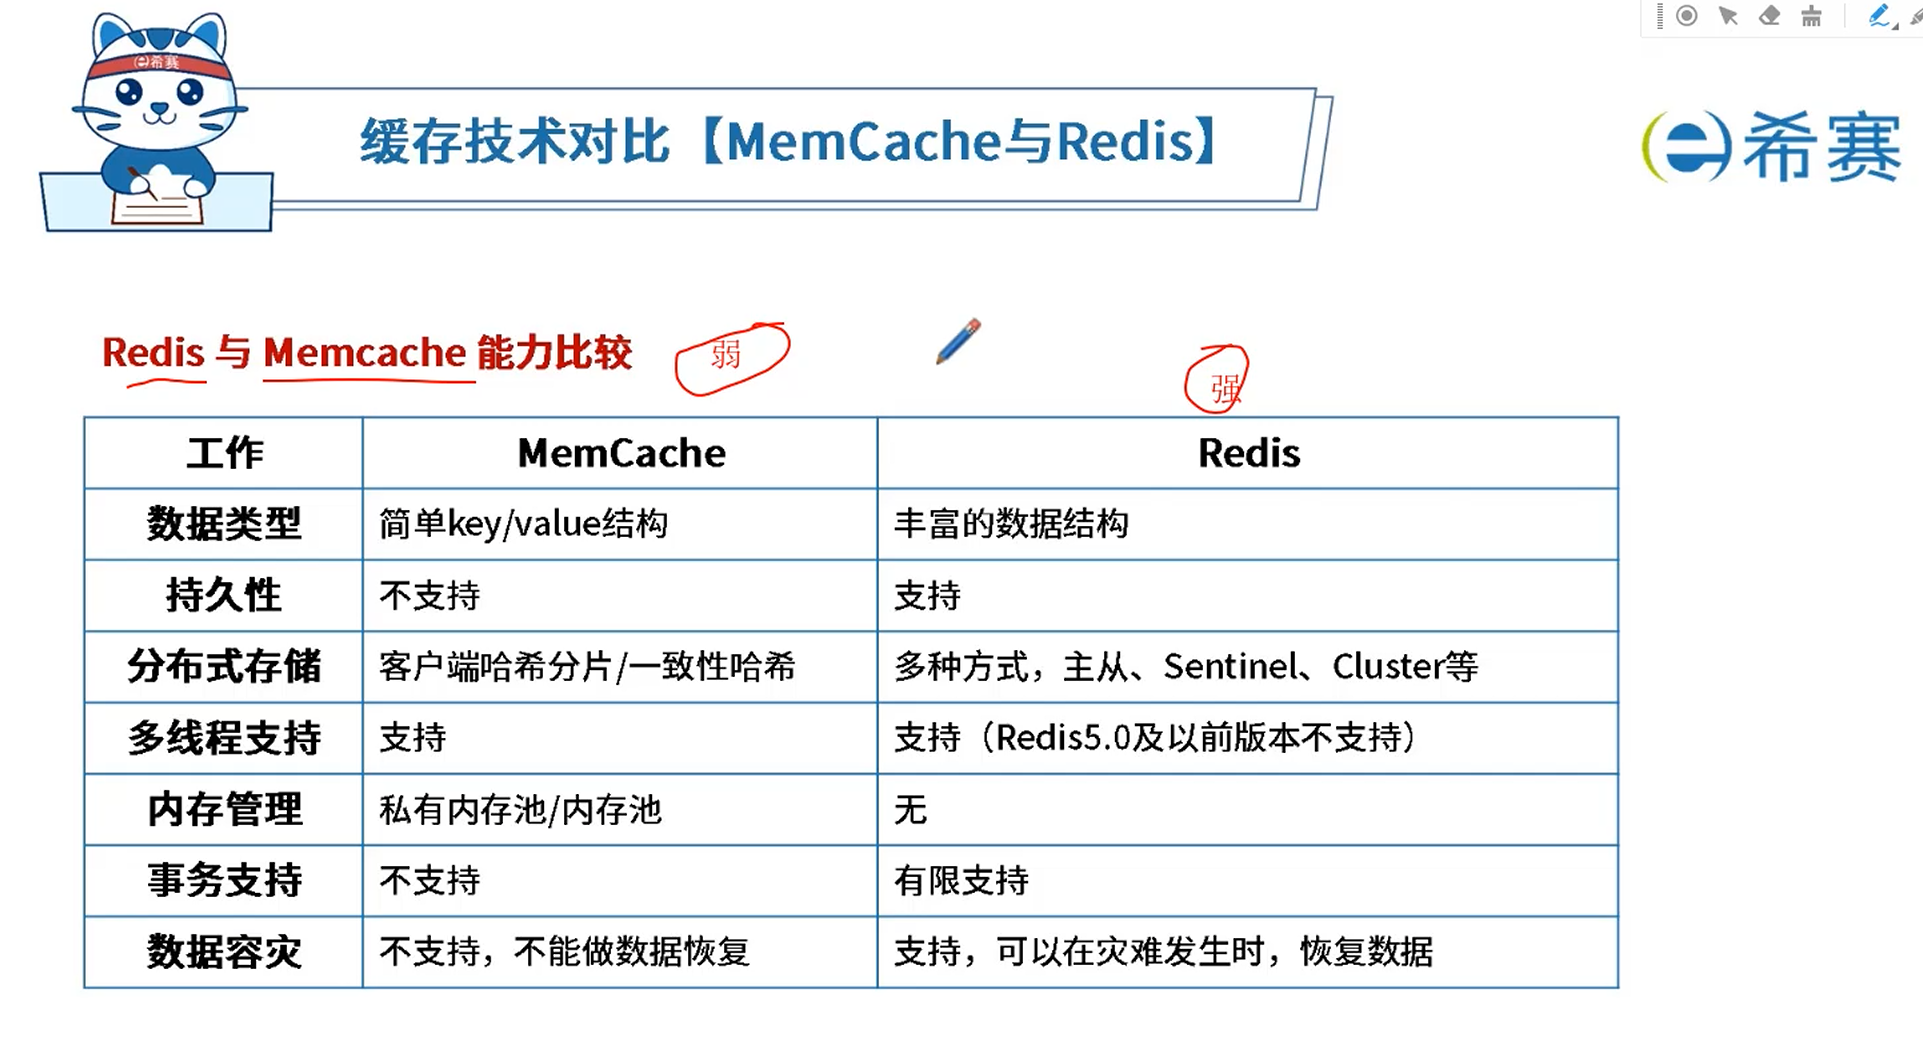 e希赛
缓存技术对比【MemCache与Redis】
e希赛
Redis 与 Memcache 能力比较
弱
强
工作 MemCache Redis
数据类型 简单key/value结构 丰富的数据结构
持久性 不支持 支持
分布式存储 客户端哈希分片/一致性哈希 多种方式，主从、Sentinel、Cluster等
多线程支持 支持 支持（Redis5.0及以前版本不支持）
内存管理 私有内存池/内存池 无
事务支持 不支持 有限支持
数据容灾 不支持，不能做数据恢复 支持，可以在灾难发生时，恢复数据